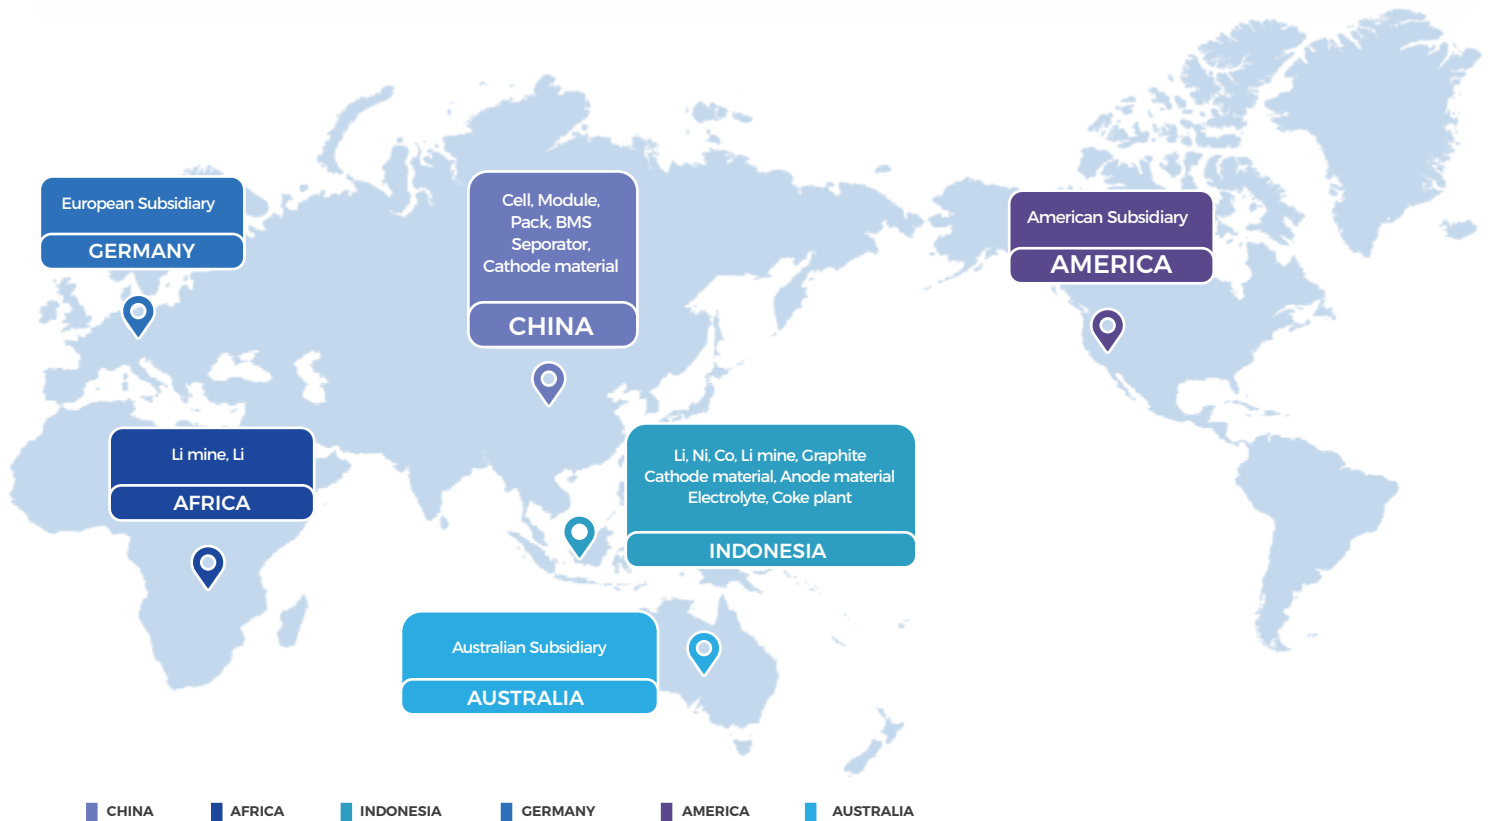 European Subsidiary
GERMANY
Cell, Module,
Pack, BMS
Seporator,
Cathode material
CHINA
American Subsidiary
AMERICA
Li mine, Li
AFRICA
Li, Ni, Co, Li mine, Graphite
Cathode material, Anode material
Electrolyte, Coke plant
INDONESIA
Australian Subsidiary
AUSTRALIA
CHINA
AFRICA
INDONESIA
GERMANY
AMERICA
AUSTRALIA